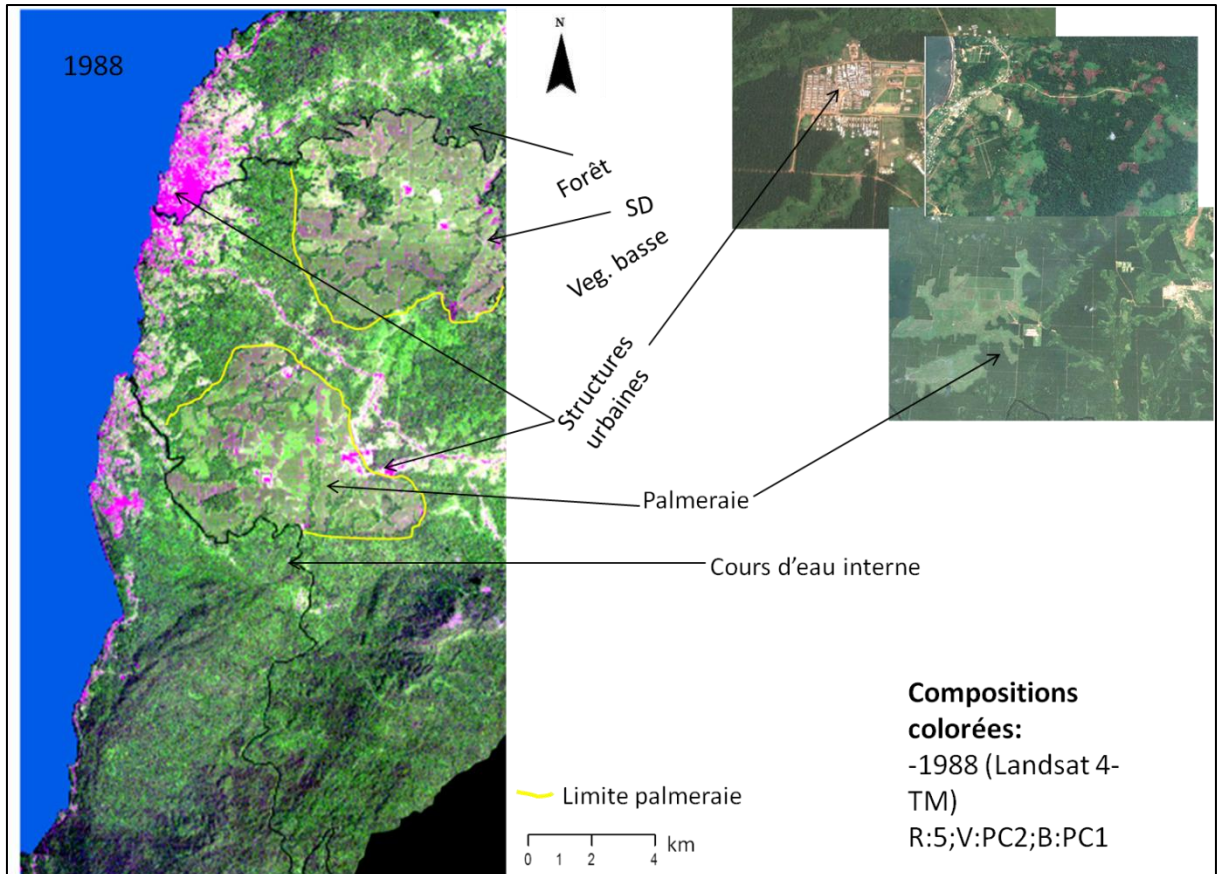 1988
N
Forêt
SD
Veg. basse
Structures
urbaines
Palmeraie
Cours d'eau interne
Limite palmeraie
0 1 2 4 km
Compositions
colorées:
-1988 (Landsat 4-
TM)
R:5;V:PC2;B:PC1